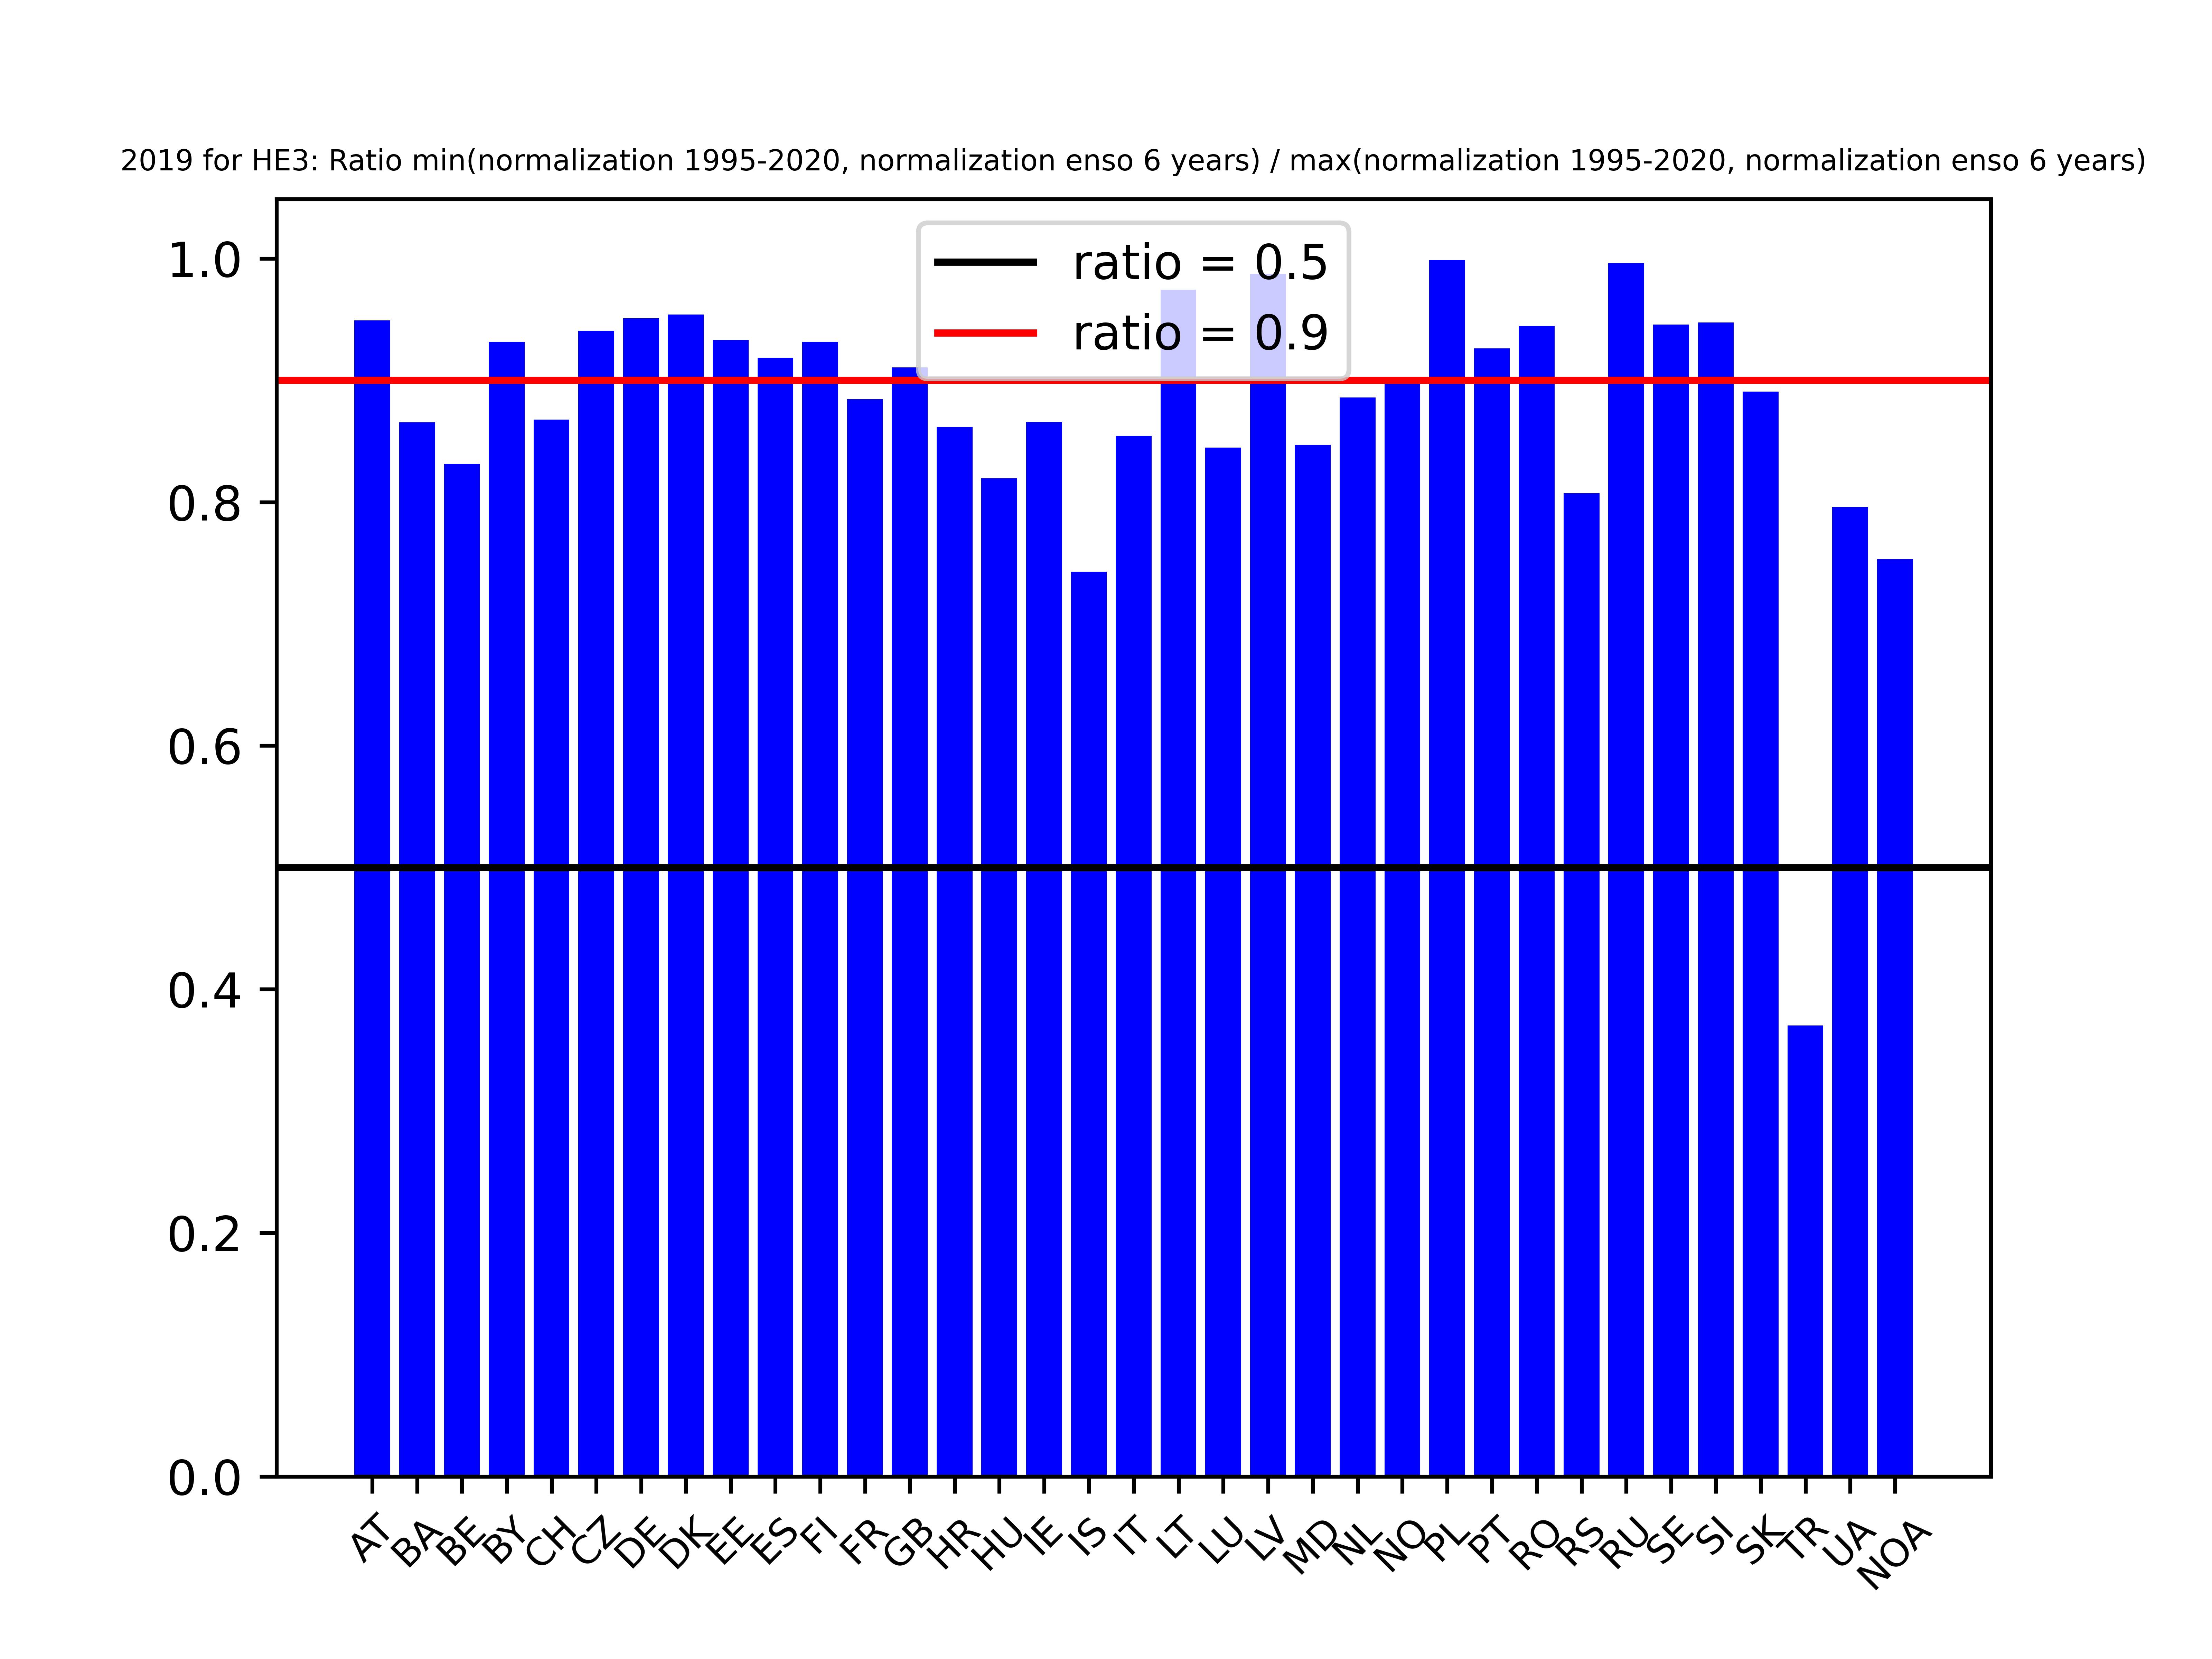 2019 for HE3: Ratio min(normalization 1995-2020, normalization enso 6 years) / max(normalization 1995-2020, normalization enso 6 years)
ratio = 0.5
ratio = 0.9
1.0
0.8
0.6
0.4
0.2
0.0
AT BA BE BY CH CZ DE DK EE ES FI FR GB HR HU IE IS IT LT LU LV MD NL NO PL PT RO RS RU SE SI SK TR UA NOA